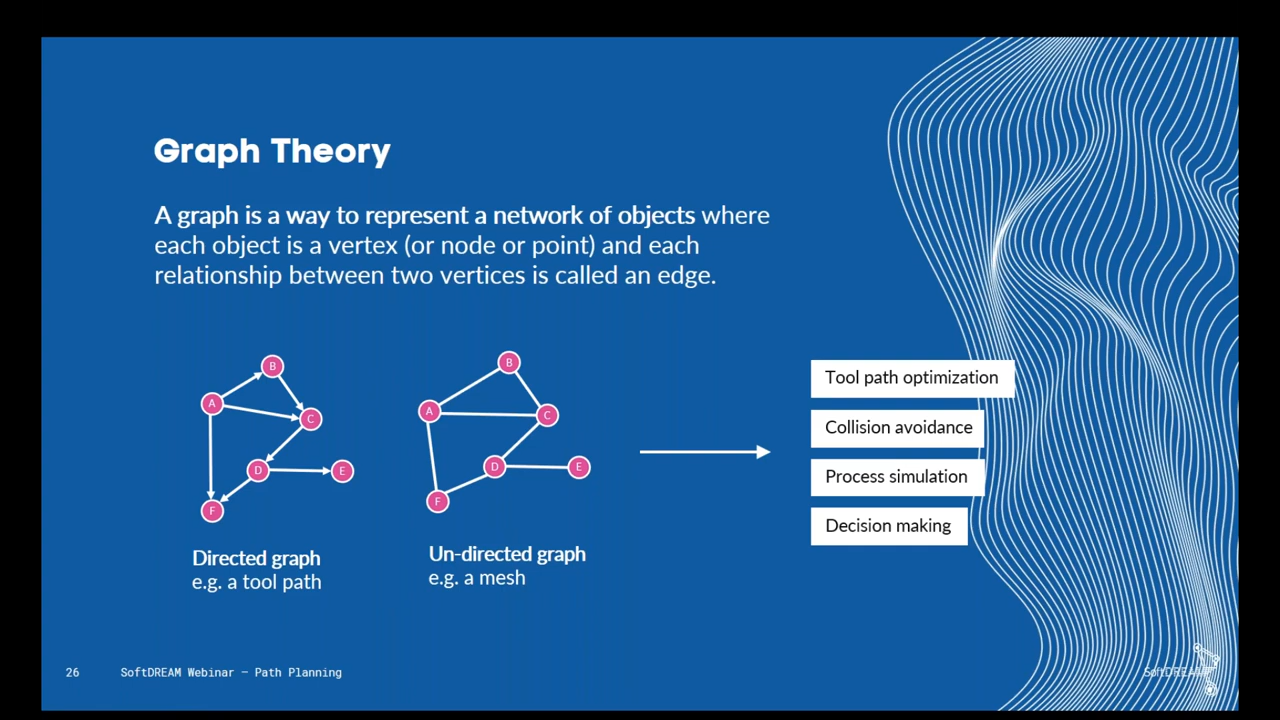 Graph Theory
A graph is a way to represent a network of objects where
each object is a vertex (or node or point) and each
relationship between two vertices is called an edge.
B
A
C
D
E
F
Directed graph
e.g. a tool path
B
A
C
D
E
F
Un-directed graph
e.g. a mesh
Tool path optimization
Collision avoidance
Process simulation
Decision making
26
SoftDREAM Webinar – Path Planning
SoftDREAM